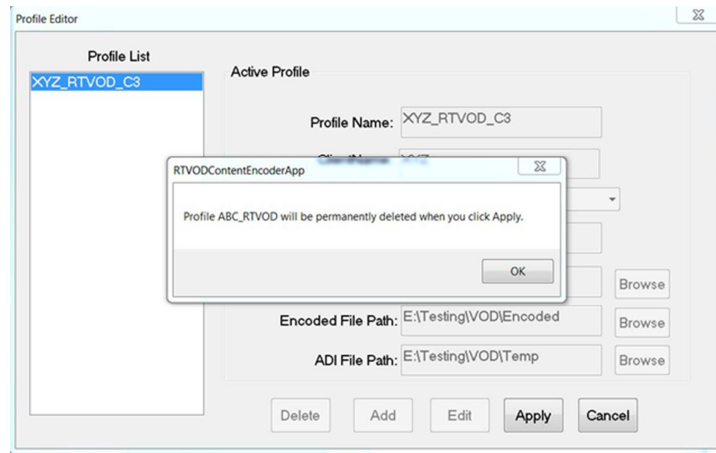 Profile Editor
Profile List
XYZ_RTVOD_C3
Active Profile
Profile Name: XYZ_RTVOD_C3
ClientName XYZ
RTVODContentEncoderApp
Profile ABC_RTVOD will be permanently deleted when you click Apply.
OK
Browse
Encoded File Path: E:\Testing\VOD\Encoded Browse
ADI File Path: E:\Testing\VOD\Temp Browse
Delete Add Edit Apply Cancel